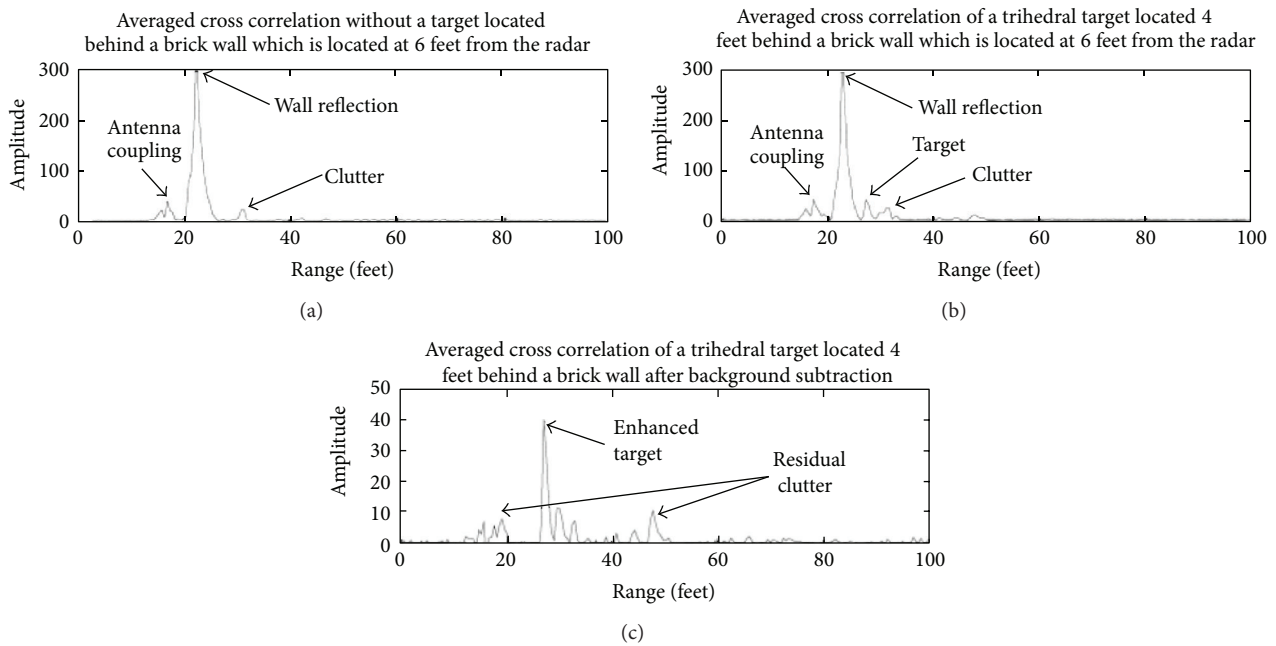 Averaged cross correlation without a target located
behind a brick wall which is located at 6 feet from the radar
300
200
100
0
Amplitude
Antenna
coupling
Wall reflection
Clutter
0 20 40 60 80 100
Range (feet)
(a)
Averaged cross correlation of a trihedral target located 4
feet behind a brick wall which is located at 6 feet from the radar
300
200
100
0
Amplitude
Antenna
coupling
Wall reflection
Target
Clutter
0 20 40 60 80 100
Range (feet)
(b)
Averaged cross correlation of a trihedral target located 4
feet behind a brick wall after background subtraction
50
40
30
20
10
0
Amplitude
Enhanced
target
Residual
clutter
0 20 40 60 80 100
Range (feet)
(c)